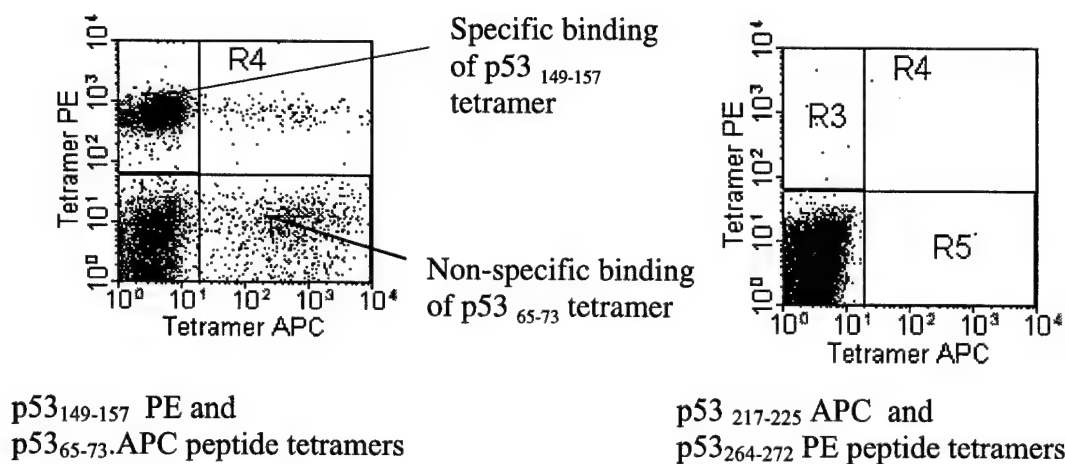 10⁴
10³
10²
10¹
10⁰
Tetramer PE
R4
10⁰ 10¹ 10² 10³ 10⁴
Tetramer APC
Specific binding
of p53 149-157
tetramer
Non-specific binding
of p53 65-73 tetramer
10⁴
10³
10²
10¹
10⁰
Tetramer PE
R3
R4
R5
10⁰ 10¹ 10² 10³ 10⁴
Tetramer APC
p53149-157 PE and
p5365-73.APC peptide tetramers
p53 217-225 APC and
p53264-272 PE peptide tetramers